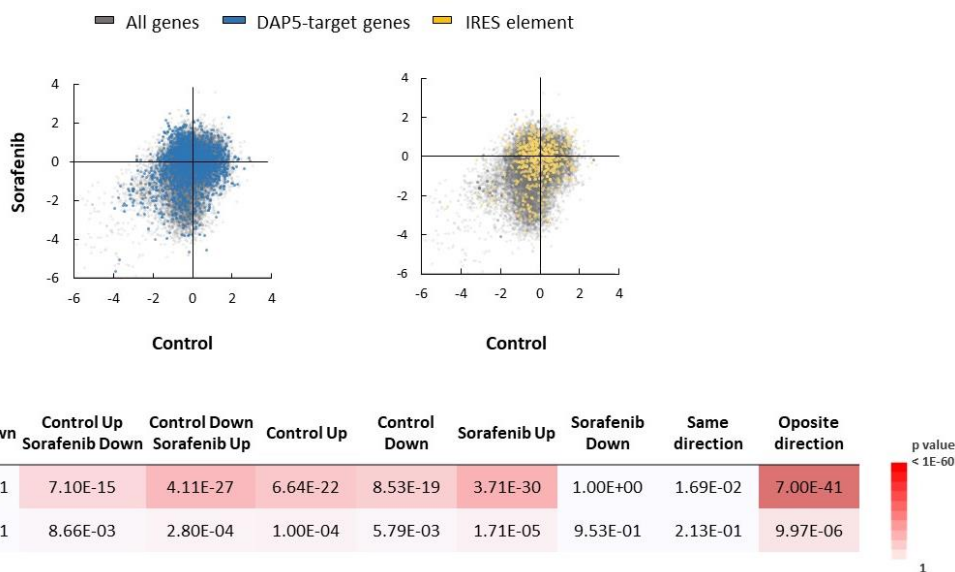 All genes DAP5-target genes IRES element
4 4
2 2
0 0
-2 -2
-4 -4
-6 -6
-6 -4 -2 0 2 4 -6 -4 -2 0 2 4
Sorafenib
Control Control
wn Control Up Sorafenib Down Control Down Sorafenib Up Control Up Control Down Sorafenib Up Sorafenib Down Same direction Oposite direction
p value
< 1E-60
1 7.10E-15 4.11E-27 6.64E-22 8.53E-19 3.71E-30 1.00E+00 1.69E-02 7.00E-41
1 8.66E-03 2.80E-04 1.00E-04 5.79E-03 1.71E-05 9.53E-01 2.13E-01 9.97E-06
1